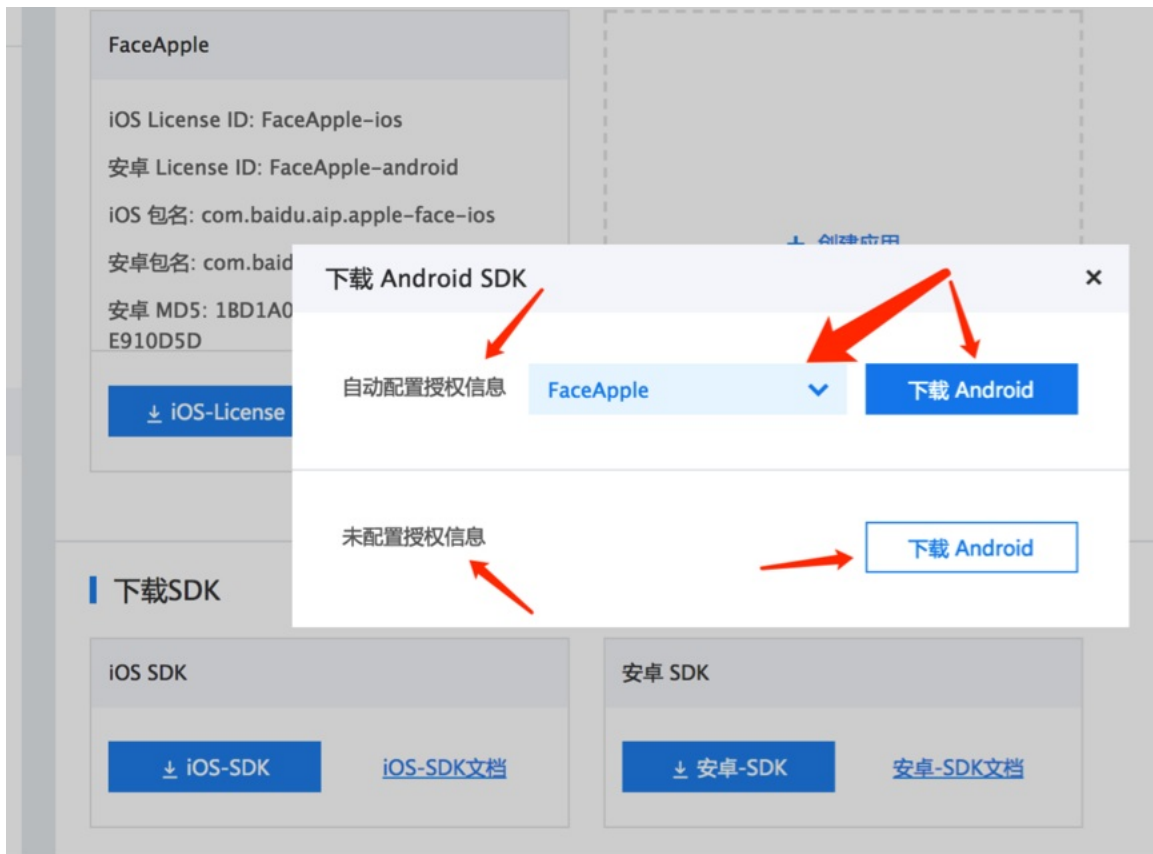 FaceApple
iOS License ID: FaceApple-ios
安卓 License ID: FaceApple-android
iOS 包名: com.baidu.aip.apple-face-ios
安卓包名: com.baid
安卓 MD5: 1BD1A0
E910D5D
iOS-License
+ 创建应用
下载 Android SDK
自动配置授权信息
FaceApple
下载 Android
未配置授权信息
下载 Android
下载SDK
iOS SDK
iOS-SDK
iOS-SDK文档
安卓 SDK
安卓-SDK
安卓-SDK文档